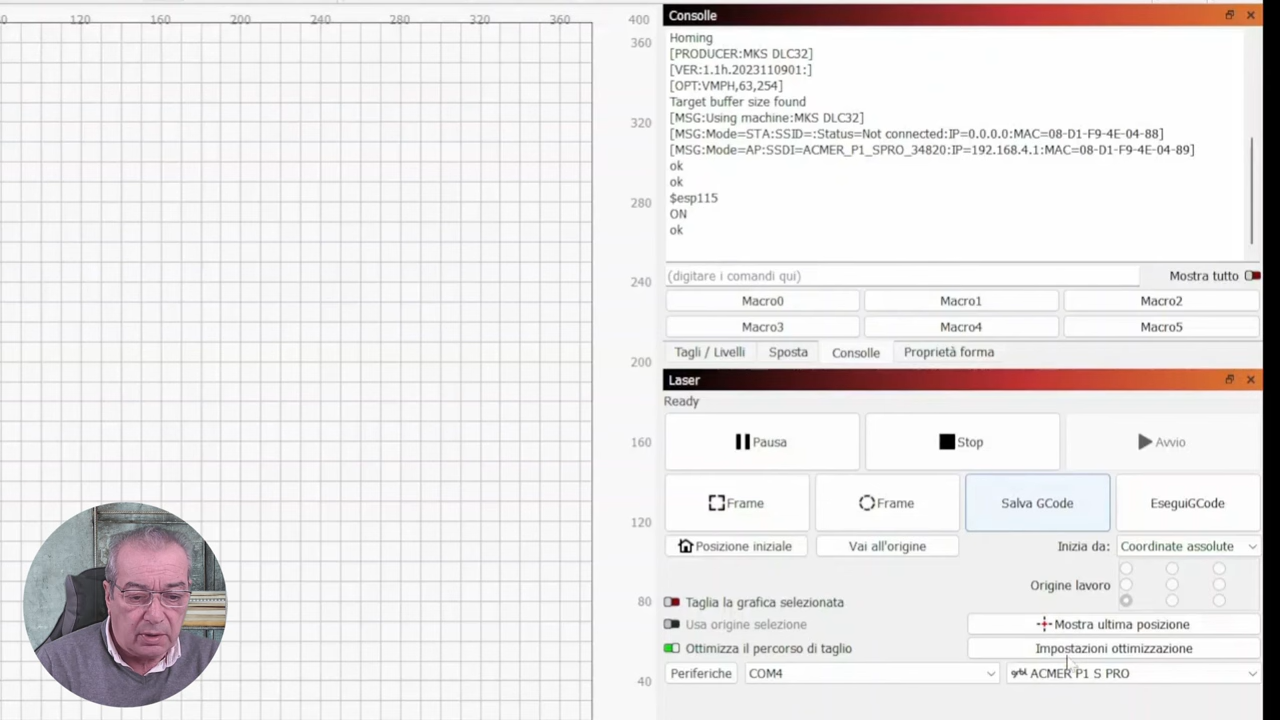 120 160 200 240 280 320 360 400
360
320
280
240
200
160
120
80
40
Consolle
Homing
[PRODUCER:MKS DLC32]
[VER:1.1h.2023110901:]
[OPT:VMPH,63,254]
Target buffer size found
[MSG:Using machine:MKS DLC32]
[MSG:Mode=STA:SSID=:Status=Not connected:IP=0.0.0.0:MAC=08-D1-F9-4E-04-88]
[MSG:Mode=AP:SSDI=ACMER_P1_SPRO_34820:IP=192.168.4.1:MAC=08-D1-F9-4E-04-89]
ok
ok
$esp115
ON
ok
(digitare i comandi qui) Mostra tutto
Macro0 Macro1 Macro2
Macro3 Macro4 Macro5
Tagli / Livelli Sposta Consolle Proprietà forma
Laser
Ready
Pausa Stop Avvio
Frame Frame Salva GCode EseguiGCode
Posizione iniziale Vai all'origine Inizia da: Coordinate assolute
Origine lavoro
Taglia la grafica selezionata
Usa origine selezione Mostra ultima posizione
Ottimizza il percorso di taglio Impostazioni ottimizzazione
Periferiche COM4 grbl ACMER P1 S PRO